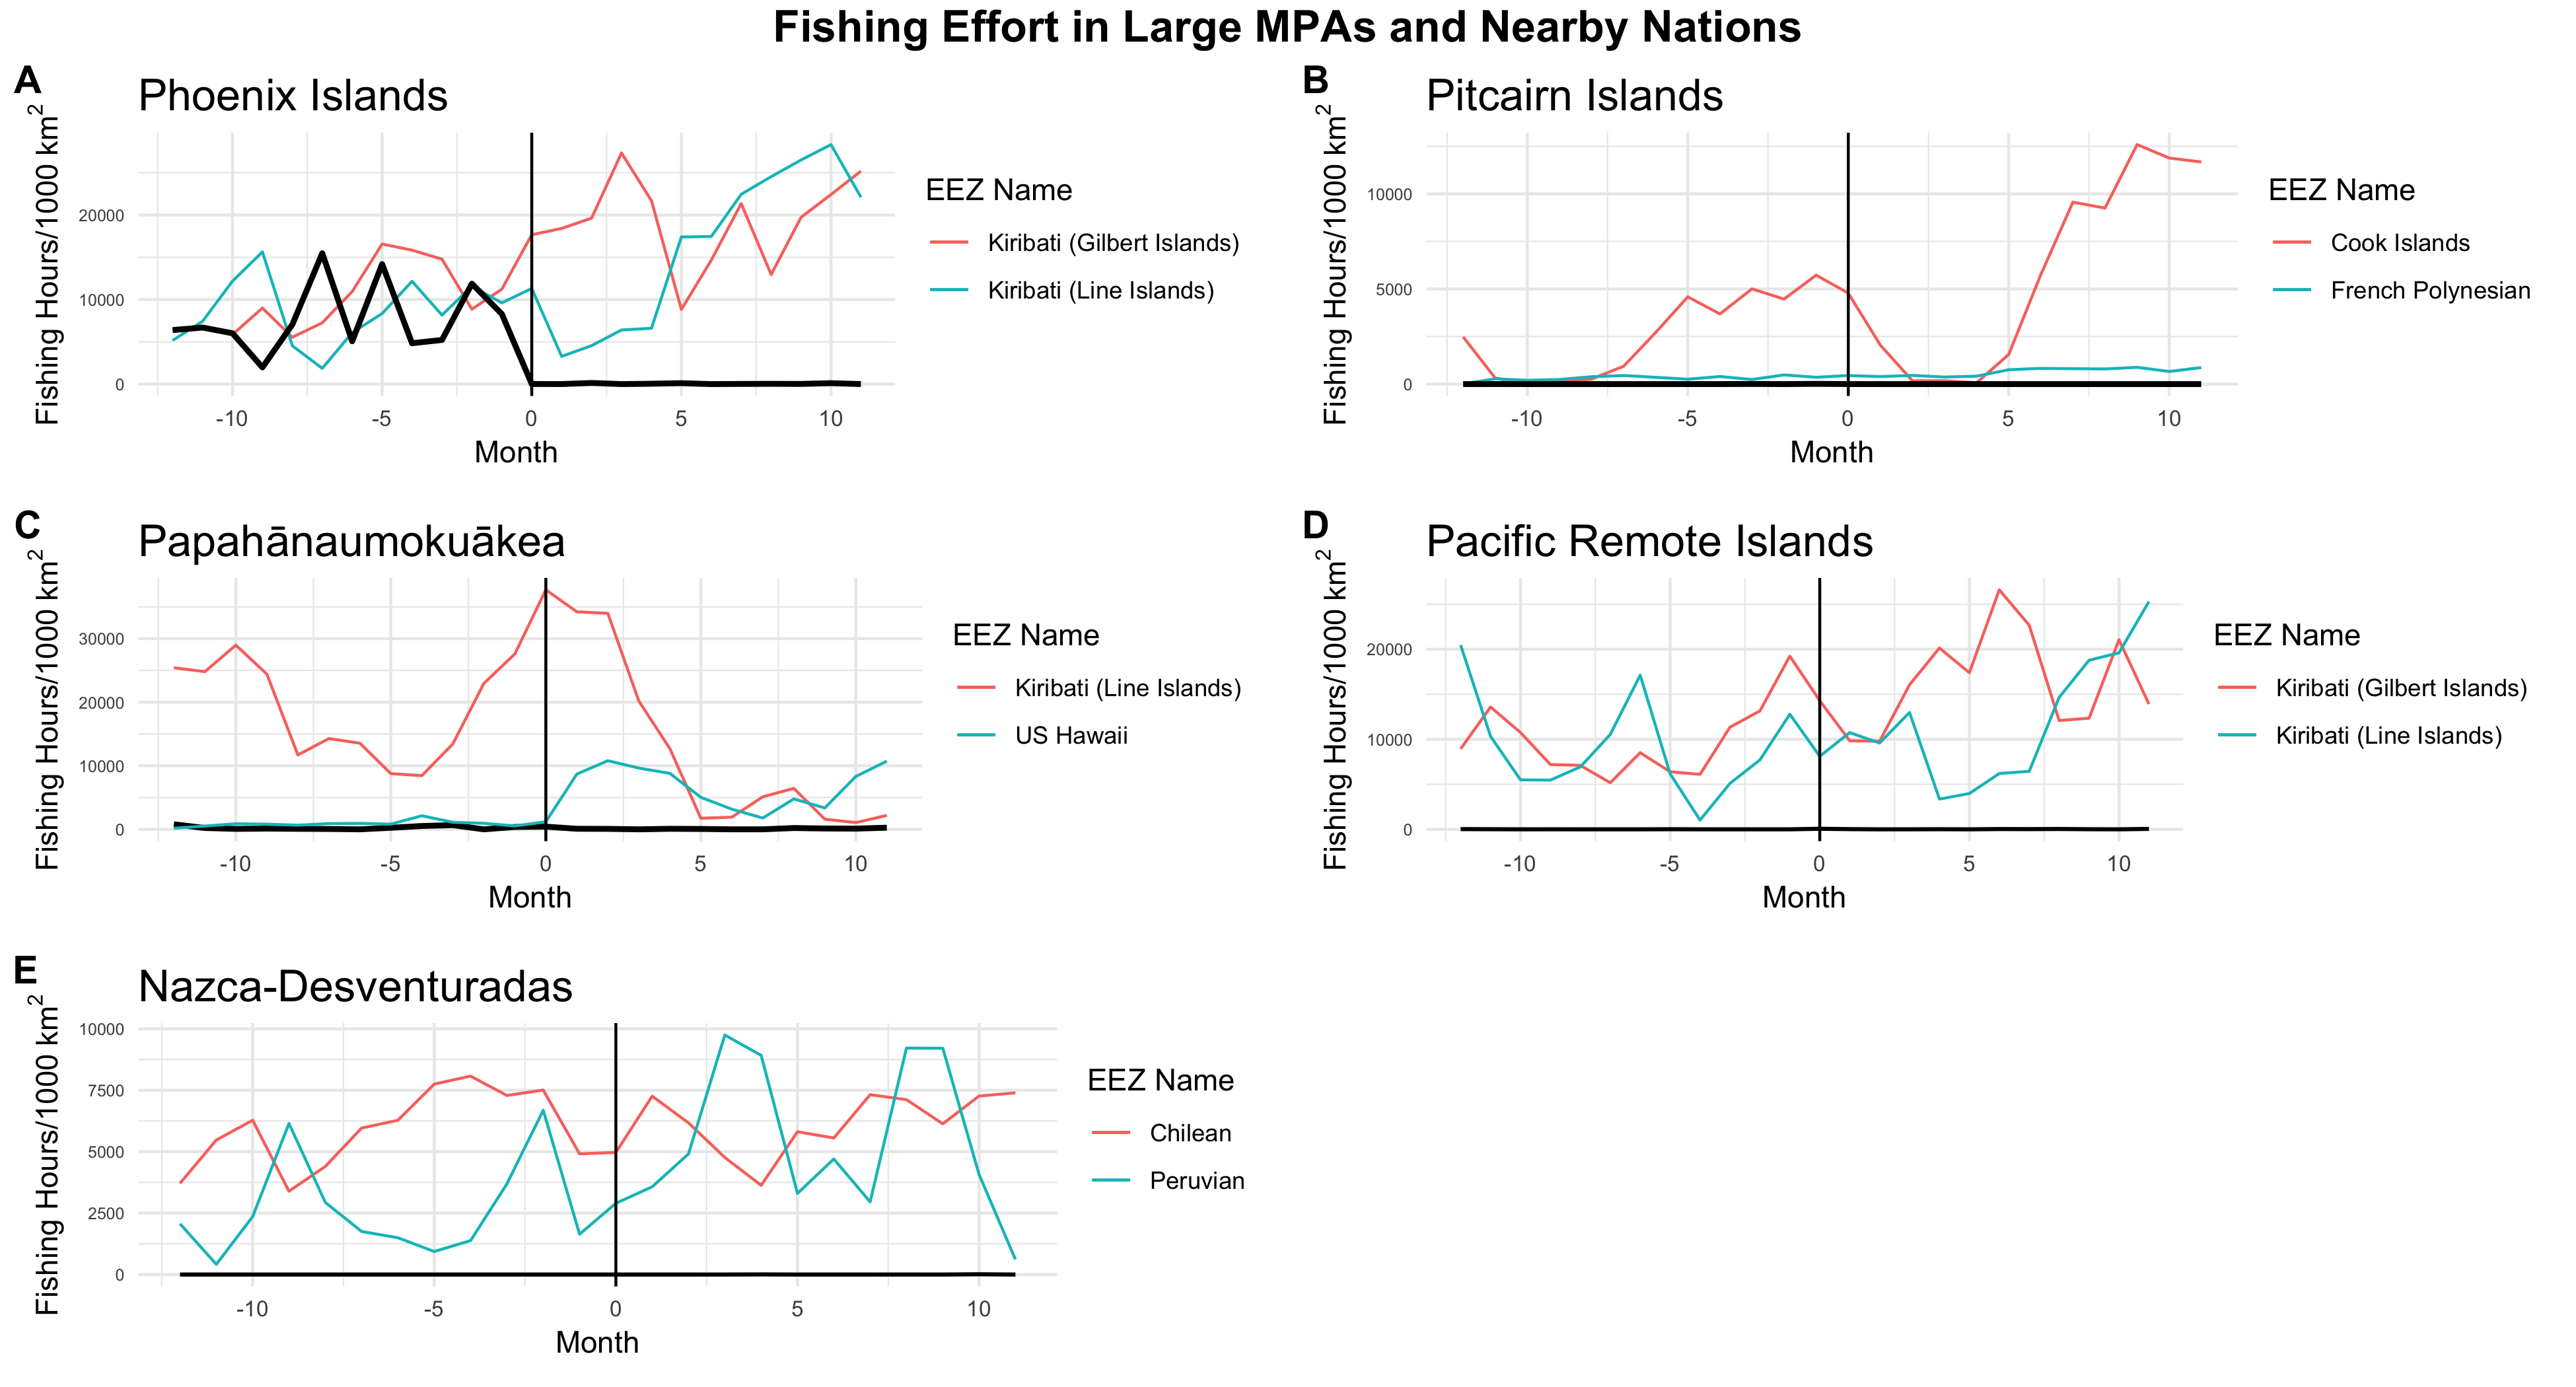 Fishing Effort in Large MPAs and Nearby Nations
A
Phoenix Islands
Fishing Hours/1000 km²
20000
10000
0
-10 -5 0 5 10
Month
EEZ Name
Kiribati (Gilbert Islands)
Kiribati (Line Islands)
B
Pitcairn Islands
Fishing Hours/1000 km²
10000
5000
0
-10 -5 0 5 10
Month
EEZ Name
Cook Islands
French Polynesian
C
Papahānaumokuākea
Fishing Hours/1000 km²
30000
20000
10000
0
-10 -5 0 5 10
Month
EEZ Name
Kiribati (Line Islands)
US Hawaii
D
Pacific Remote Islands
Fishing Hours/1000 km²
20000
10000
0
-10 -5 0 5 10
Month
EEZ Name
Kiribati (Gilbert Islands)
Kiribati (Line Islands)
E
Nazca-Desventuradas
Fishing Hours/1000 km²
10000
7500
5000
2500
0
-10 -5 0 5 10
Month
EEZ Name
Chilean
Peruvian